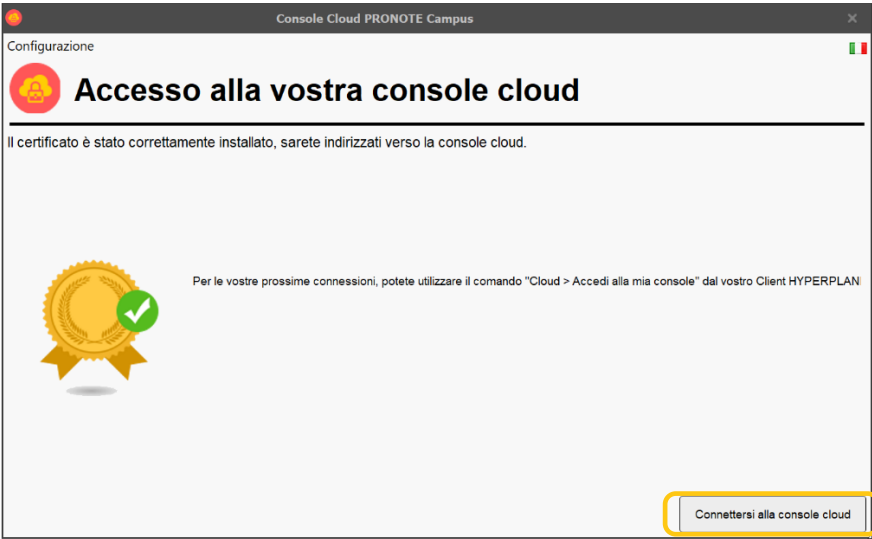 Console Cloud PRONOTE Campus
Configurazione
Accesso alla vostra console cloud
Il certificato è stato correttamente installato, sarete indirizzati verso la console cloud.
Per le vostre prossime connessioni, potete utilizzare il comando "Cloud > Accedi alla mia console" dal vostro Client HYPERPLAN
Connettersi alla console cloud